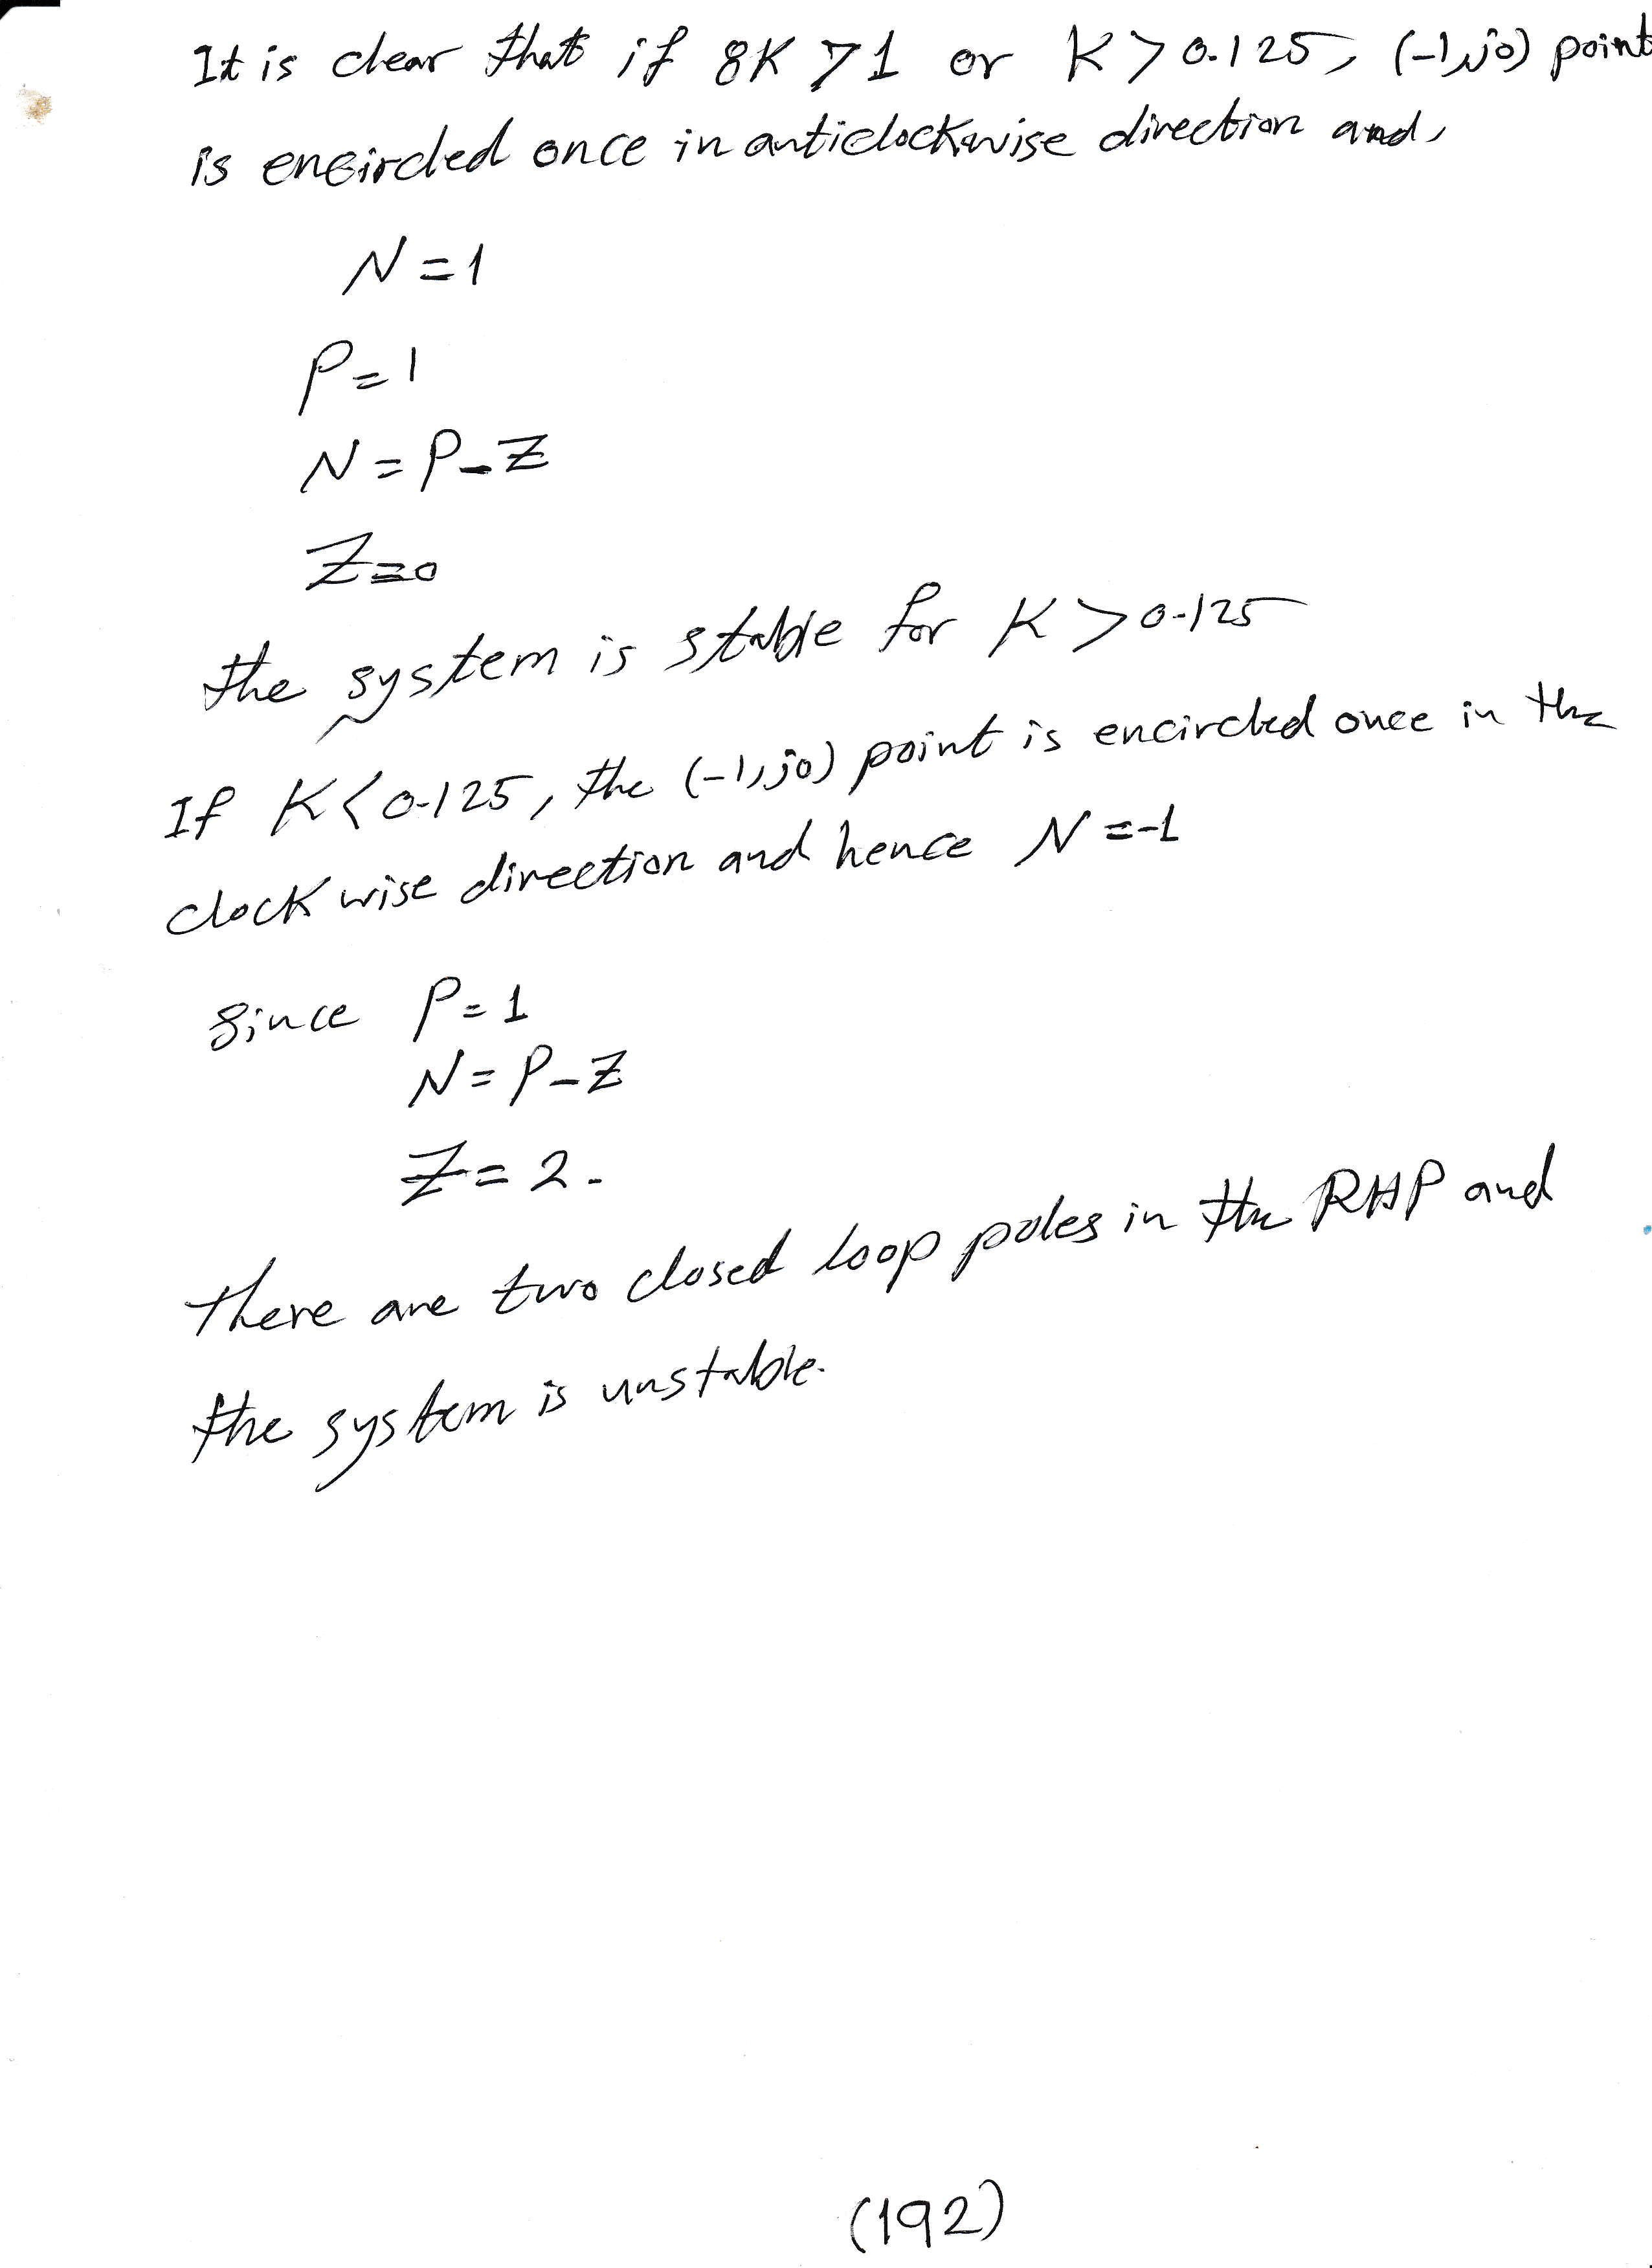 It is clear that if 8K > 1 or K > 0.125, (-1, j0) point
is encircled once in anticlockwise direction and,
N = 1
P = 1
N = P - Z
Z = 0
the system is stable for K > 0.125
If K < 0.125, the (-1, j0) point is encircled once in the
clock wise direction and hence N = -1
since P = 1
N = P - Z
Z = 2.
There are two closed loop poles in the RHP and
the system is unstable.
(192)